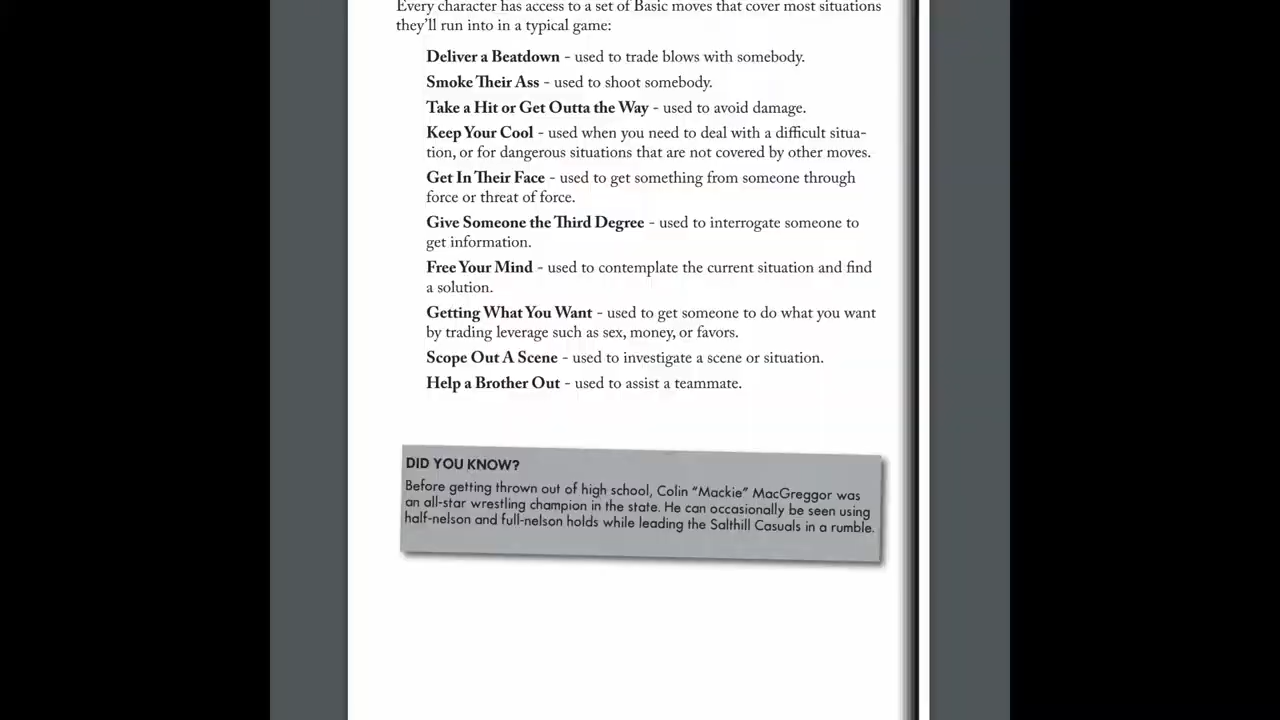 Every character has access to a set of Basic moves that cover most situations
they'll run into in a typical game:
Deliver a Beatdown - used to trade blows with somebody.
Smoke Their Ass - used to shoot somebody.
Take a Hit or Get Outta the Way - used to avoid damage.
Keep Your Cool - used when you need to deal with a difficult situa-
tion, or for dangerous situations that are not covered by other moves.
Get In Their Face - used to get something from someone through
force or threat of force.
Give Someone the Third Degree - used to interrogate someone to
get information.
Free Your Mind - used to contemplate the current situation and find
a solution.
Getting What You Want - used to get someone to do what you want
by trading leverage such as sex, money, or favors.
Scope Out A Scene - used to investigate a scene or situation.
Help a Brother Out - used to assist a teammate.
DID YOU KNOW?
Before getting thrown out of high school, Colin "Mackie" MacGreggor was
an all-star wrestling champion in the state. He can occasionally be seen using
half-nelson and full-nelson holds while leading the Salthill Casuals in a rumble.